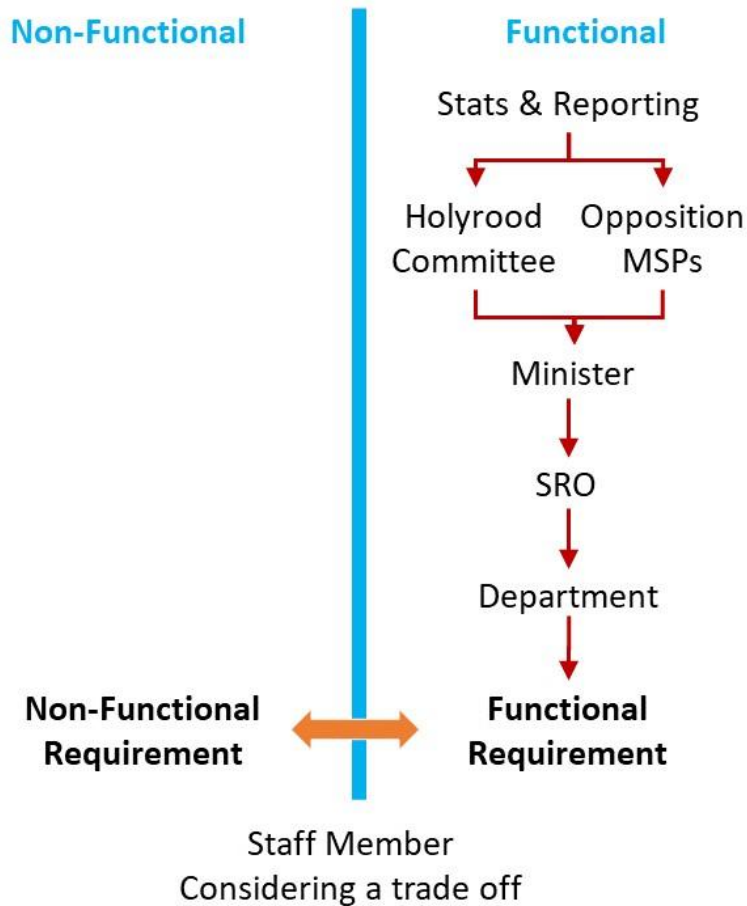 Non-Functional
Functional
Stats & Reporting
Holyrood
Committee
Opposition
MSPs
Minister
SRO
Department
Non-Functional
Requirement
Functional
Requirement
Staff Member
Considering a trade off